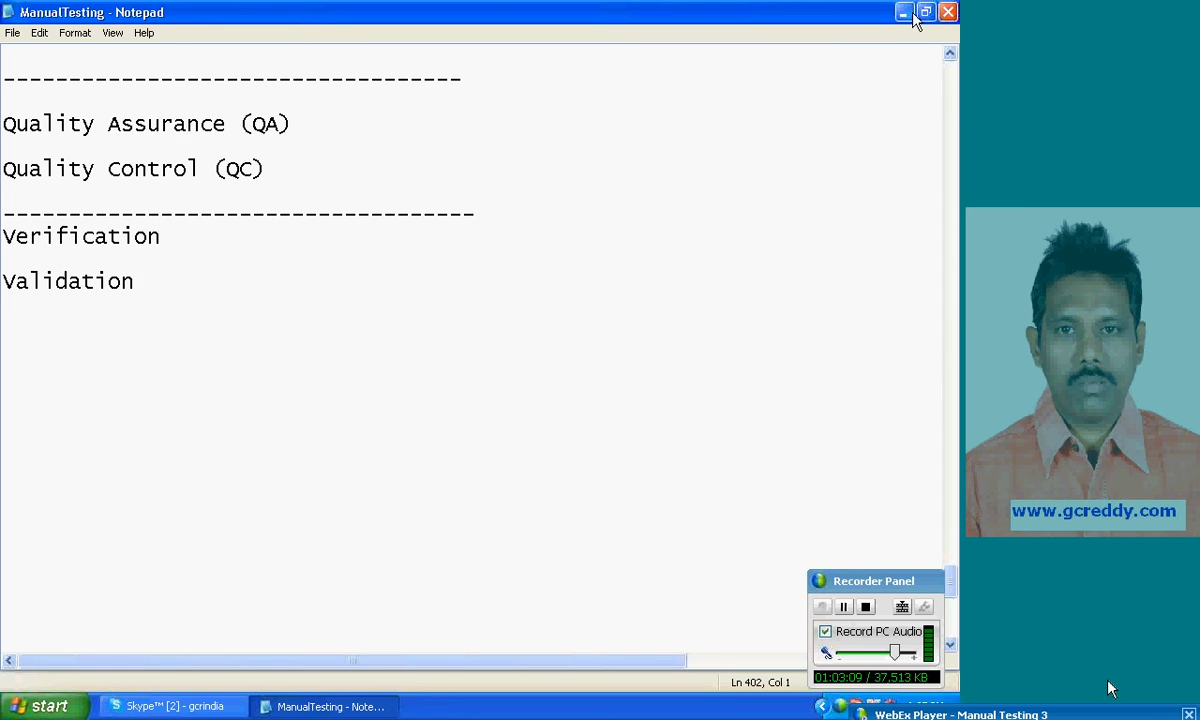 ManualTesting - Notepad
File Edit Format View Help
-----------------------------------
Quality Assurance (QA)
Quality Control (QC)
------------------------------------
Verification
Validation
www.gcreddy.com
Recorder Panel
Record PC Audio
- +
01:03:09 / 37,513 KB
Ln 402, Col 1
start
Skype™ [2] - gcrindia
ManualTesting - Note...
WebEx Player - Manual Testing 3